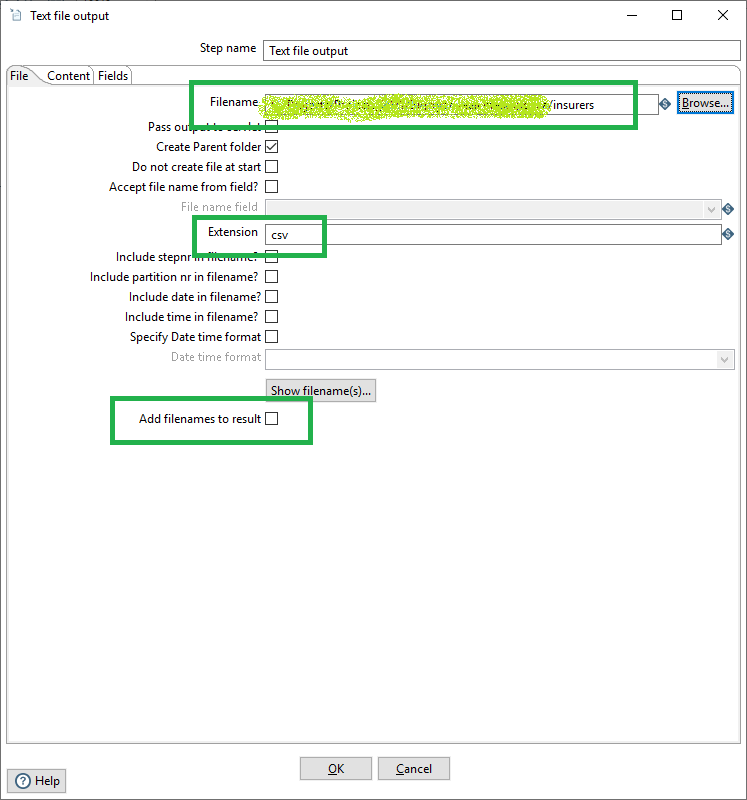 Text file output
Step name Text file output
File Content Fields
Filename /insurers Browse...
Pass output to servlet
Create Parent folder
Do not create file at start
Accept file name from field?
File name field
Extension csv
Include stepnr in filename?
Include partition nr in filename?
Include date in filename?
Include time in filename?
Specify Date time format
Date time format
Show filename(s)...
Add filenames to result
OK Cancel
Help